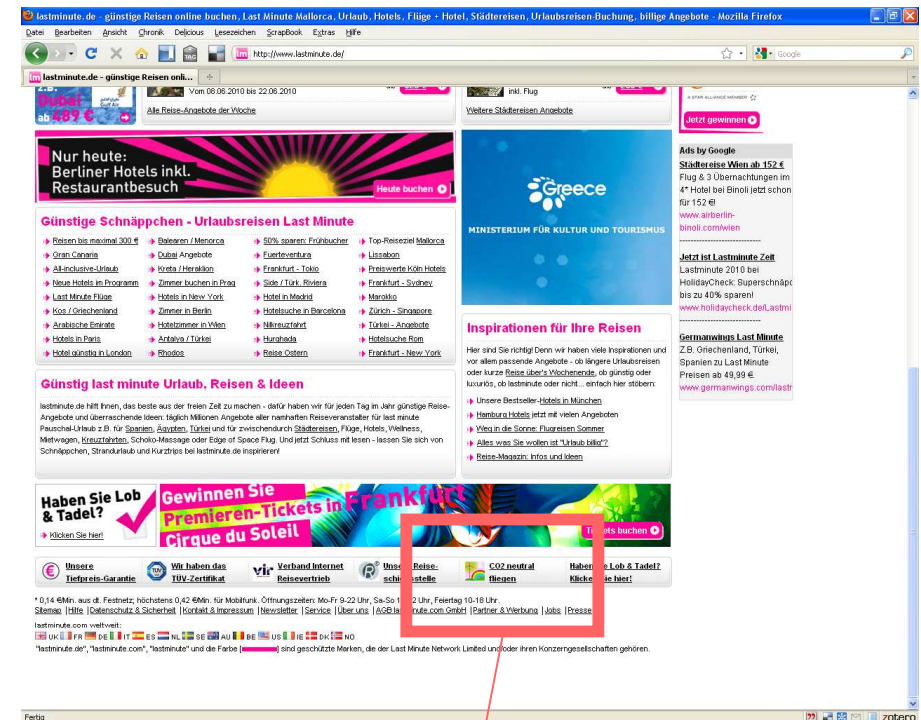 lastminute.de - günstige Reisen online buchen, Last Minute Mallorca, Urlaub, Hotels, Flüge + Hotel, Städtereisen, Urlaubsreisen-Buchung, billige Angebote - Mozilla Firefox
Datei Bearbeiten Ansicht Chronik Delicious Lesezeichen ScrapBook Extras Hilfe
http://www.lastminute.de/
Google
lastminute.de - günstige Reisen onli...
z.B.
Dubai
ab 489 €
Vom 08.06.2010 bis 22.06.2010
Alle Reise-Angebote der Woche
inkl. Flug
Weitere Städtereisen Angebote
A STAR ALLIANCE MEMBER
Jetzt gewinnen
Nur heute:
Berliner Hotels inkl.
Restaurantbesuch
Heute buchen
Günstige Schnäppchen - Urlaubsreisen Last Minute
Reisen bis maximal 300 € Balearen / Menorca 50% sparen: Frühbucher Top-Reiseziel Mallorca
Gran Canaria Dubai Angebote Fuerteventura Lissabon
All-inclusive-Urlaub Kreta / Heraklion Frankfurt - Tokio Preiswerte Köln Hotels
Neue Hotels im Programm Zimmer buchen in Prag Side / Türk. Riviera Frankfurt - Sydney
Last Minute Flüge Hotels in New York Hotel in Madrid Marokko
Kos / Griechenland Zimmer in Berlin Hotelsuche in Barcelona Zürich - Singapore
Arabische Emirate Hotelzimmer in Wien Nilkreuzfahrt Türkei - Angebote
Hotels in Paris Antalya / Türkei Hurghada Hotelsuche Rom
Hotel günstig in London Rhodos Reise Ostern Frankfurt - New York
Günstig last minute Urlaub, Reisen & Ideen
lastminute.de hilft Ihnen, das beste aus der freien Zeit zu machen - dafür haben wir für jeden Tag im Jahr günstige Reise-
Angebote und überraschende Ideen: täglich Millionen Angebote aller namhaften Reiseveranstalter für last minute
Pauschal-Urlaub z.B. für Spanien, Ägypten, Türkei und für zwischendurch Städtereisen, Flüge, Hotels, Wellness,
Mietwagen, Kreuzfahrten, Schoko-Massage oder Edge of Space Flug. Und jetzt Schluss mit lesen - lassen Sie sich von
Schnäppchen, Strandurlaub und Kurztrips bei lastminute.de inspirieren!
Greece
MINISTERIUM FÜR KULTUR UND TOURISMUS
Inspirationen für Ihre Reisen
Hier sind Sie richtig! Denn wir haben viele Inspirationen und
vor allem passende Angebote - ob längere Urlaubsreisen
oder kurze Reise über's Wochenende, ob günstig oder
luxuriös, ob lastminute oder nicht... einfach hier stöbern:
Unsere Bestseller-Hotels in München
Hamburg Hotels jetzt mit vielen Angeboten
Weg in die Sonne: Flugreisen Sommer
Alles was Sie wollen ist "Urlaub billig"?
Reise-Magazin: Infos und Ideen
Ads by Google
Städtereise Wien ab 152 €
Flug & 3 Übernachtungen im
4* Hotel bei Binoli jetzt schon
für 152 €!
www.airberlin-
binoli.com/wien
Jetzt ist Lastminute Zeit
Lastminute 2010 bei
HolidayCheck: Superschnäpc
bis zu 40% sparen!
www.holidaycheck.de/Lastmi
Germanwings Last Minute
Z.B. Griechenland, Türkei,
Spanien zu Last Minute
Preisen ab 49,99 €.
www.germanwings.com/lastr
Haben Sie Lob
& Tadel?
Klicken Sie hier!
Gewinnen Sie
Premieren-Tickets in Frankfurt
Cirque du Soleil
Tickets buchen
Unsere Tiefpreis-Garantie
TÜV Wir haben das TÜV-Zertifikat
vir Verband Internet Reisevertrieb
CO2 neutral fliegen
Klicken Sie hier!
* 0,14 €/Min. aus dt. Festnetz; höchstens 0,42 €/Min. für Mobilfunk. Öffnungszeiten: Mo-Fr 9-22 Uhr, Sa-So Uhr, Feiertag 10-18 Uhr.
Sitemap |Hilfe |Datenschutz & Sicherheit |Kontakt & Impressum |Newsletter |Service |Über uns |AGB GmbH |Partner & Werbung |Jobs |Presse
lastminute.com weltweit:
UK FR DE IT ES NL SE AU BE US IE DK NO
"lastminute.de", "lastminute.com", "lastminute" und die Farbe [ ] sind geschützte Marken, die der Last Minute Network Limited und/oder ihren Konzerngesellschaften gehören.
Fertig
zotero